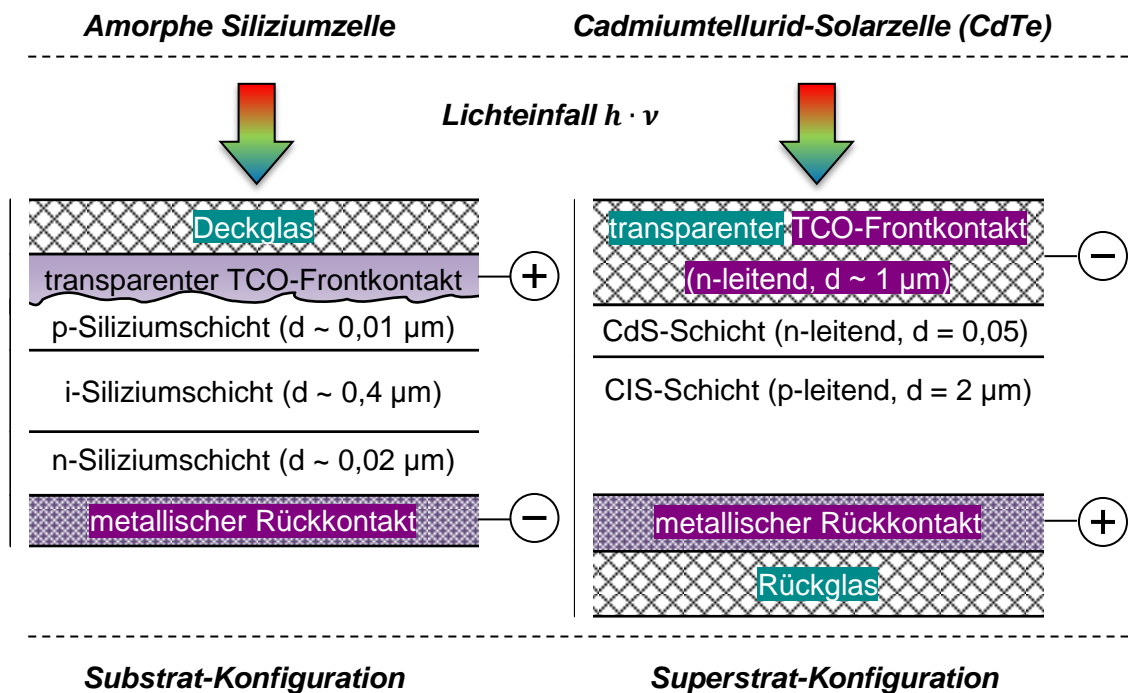 Amorphe Siliziumzelle
Cadmiumtellurid-Solarzelle (CdTe)
Lichteinfall h · ν
Deckglas
transparenter TCO-Frontkontakt
+
p-Siliziumschicht (d ~ 0,01 µm)
i-Siliziumschicht (d ~ 0,4 µm)
n-Siliziumschicht (d ~ 0,02 µm)
metallischer Rückkontakt
−
transparenter TCO-Frontkontakt
(n-leitend, d ~ 1 µm)
−
CdS-Schicht (n-leitend, d = 0,05)
CIS-Schicht (p-leitend, d = 2 µm)
metallischer Rückkontakt
+
Rückglas
Substrat-Konfiguration
Superstrat-Konfiguration